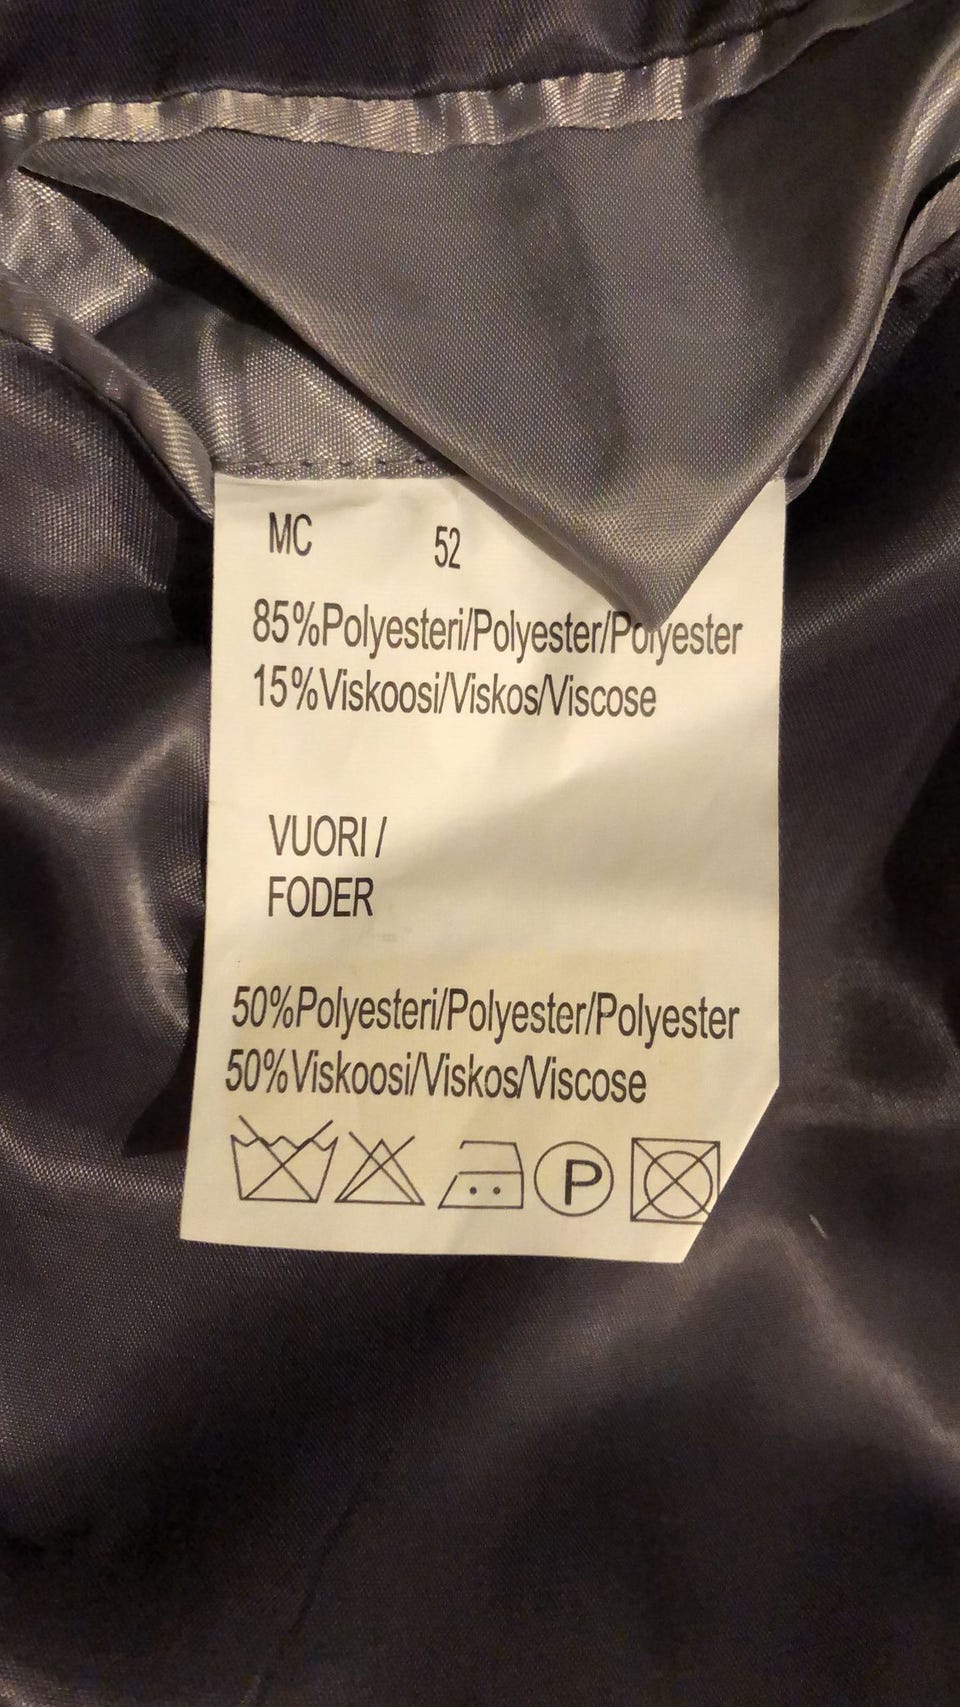 MC 52
85%Polyesteri/Polyester/Polyester
15%Viskoosi/Viskos/Viscose
VUORI /
FODER
50%Polyesteri/Polyester/Polyester
50%Viskoosi/Viskos/Viscose
P